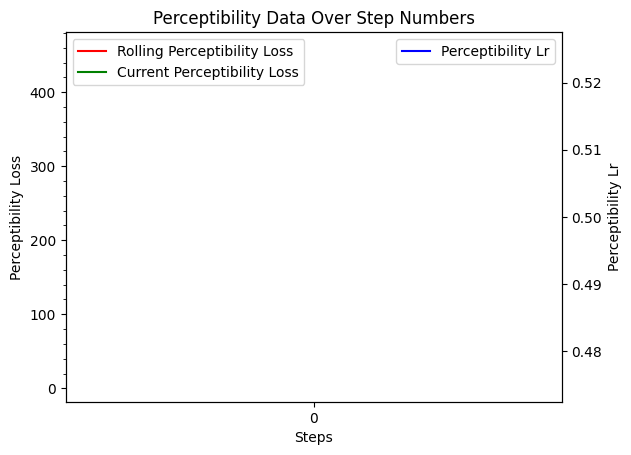 Perceptibility Data Over Step Numbers
Rolling Perceptibility Loss
Current Perceptibility Loss
Perceptibility Lr
400
300
200
100
0
Perceptibility Loss
0.52
0.51
0.50
0.49
0.48
Perceptibility Lr
0
Steps